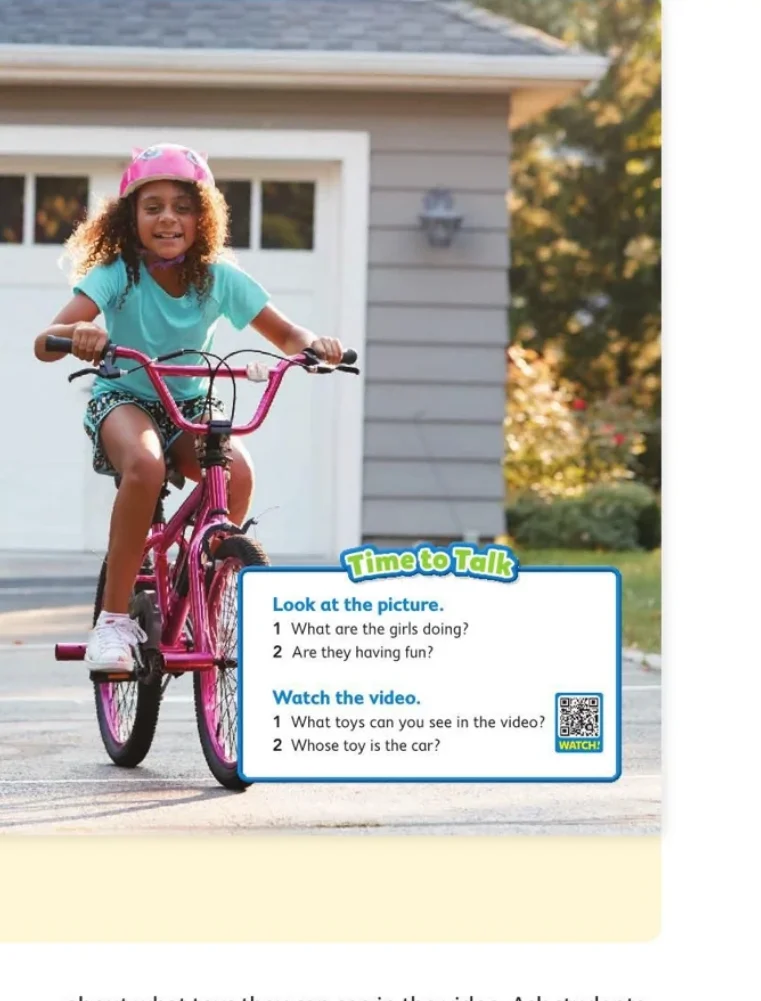 Time to Talk
Look at the picture.
1 What are the girls doing?
2 Are they having fun?
Watch the video.
1 What toys can you see in the video?
2 Whose toy is the car?
WATCH!